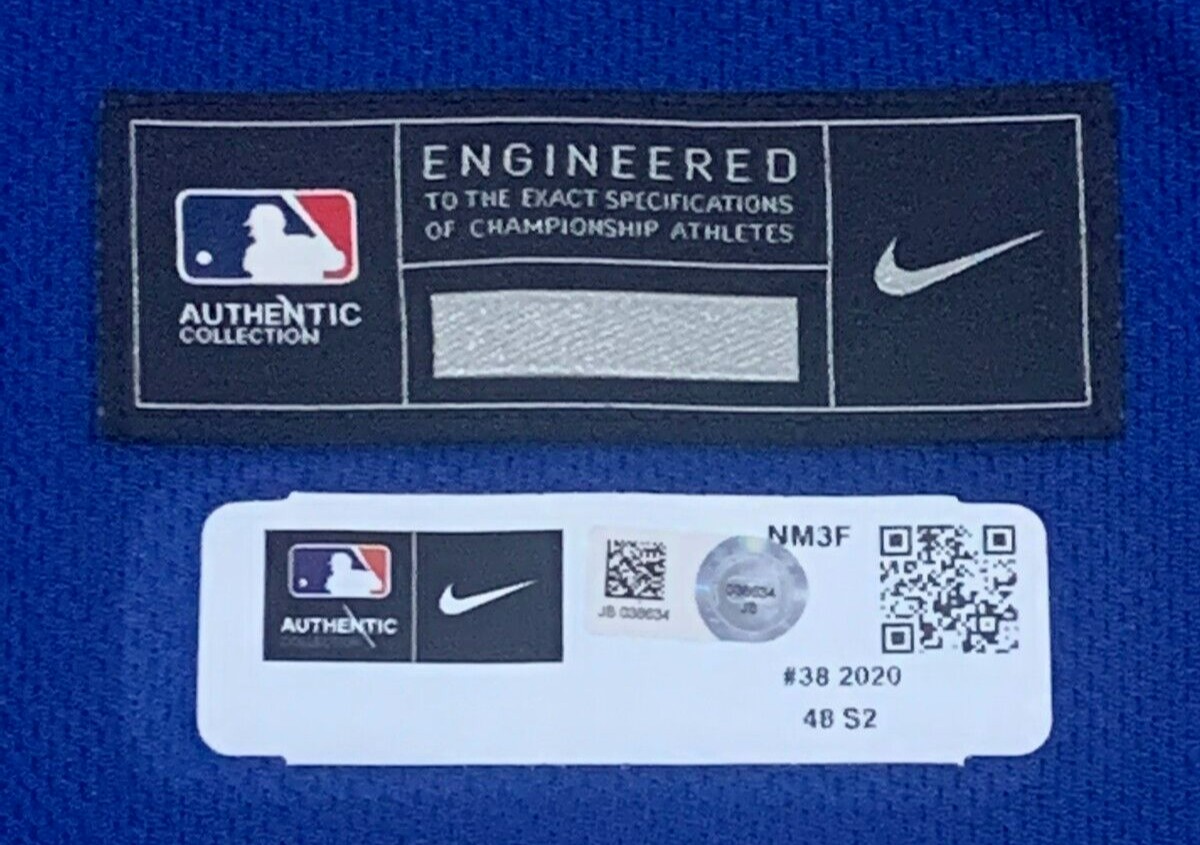 ENGINEERED
TO THE EXACT SPECIFICATIONS
OF CHAMPIONSHIP ATHLETES
AUTHENTIC
COLLECTION
NM3F
AUTHENTIC
JB 038634
038634
JB
#38 2020
48 S2